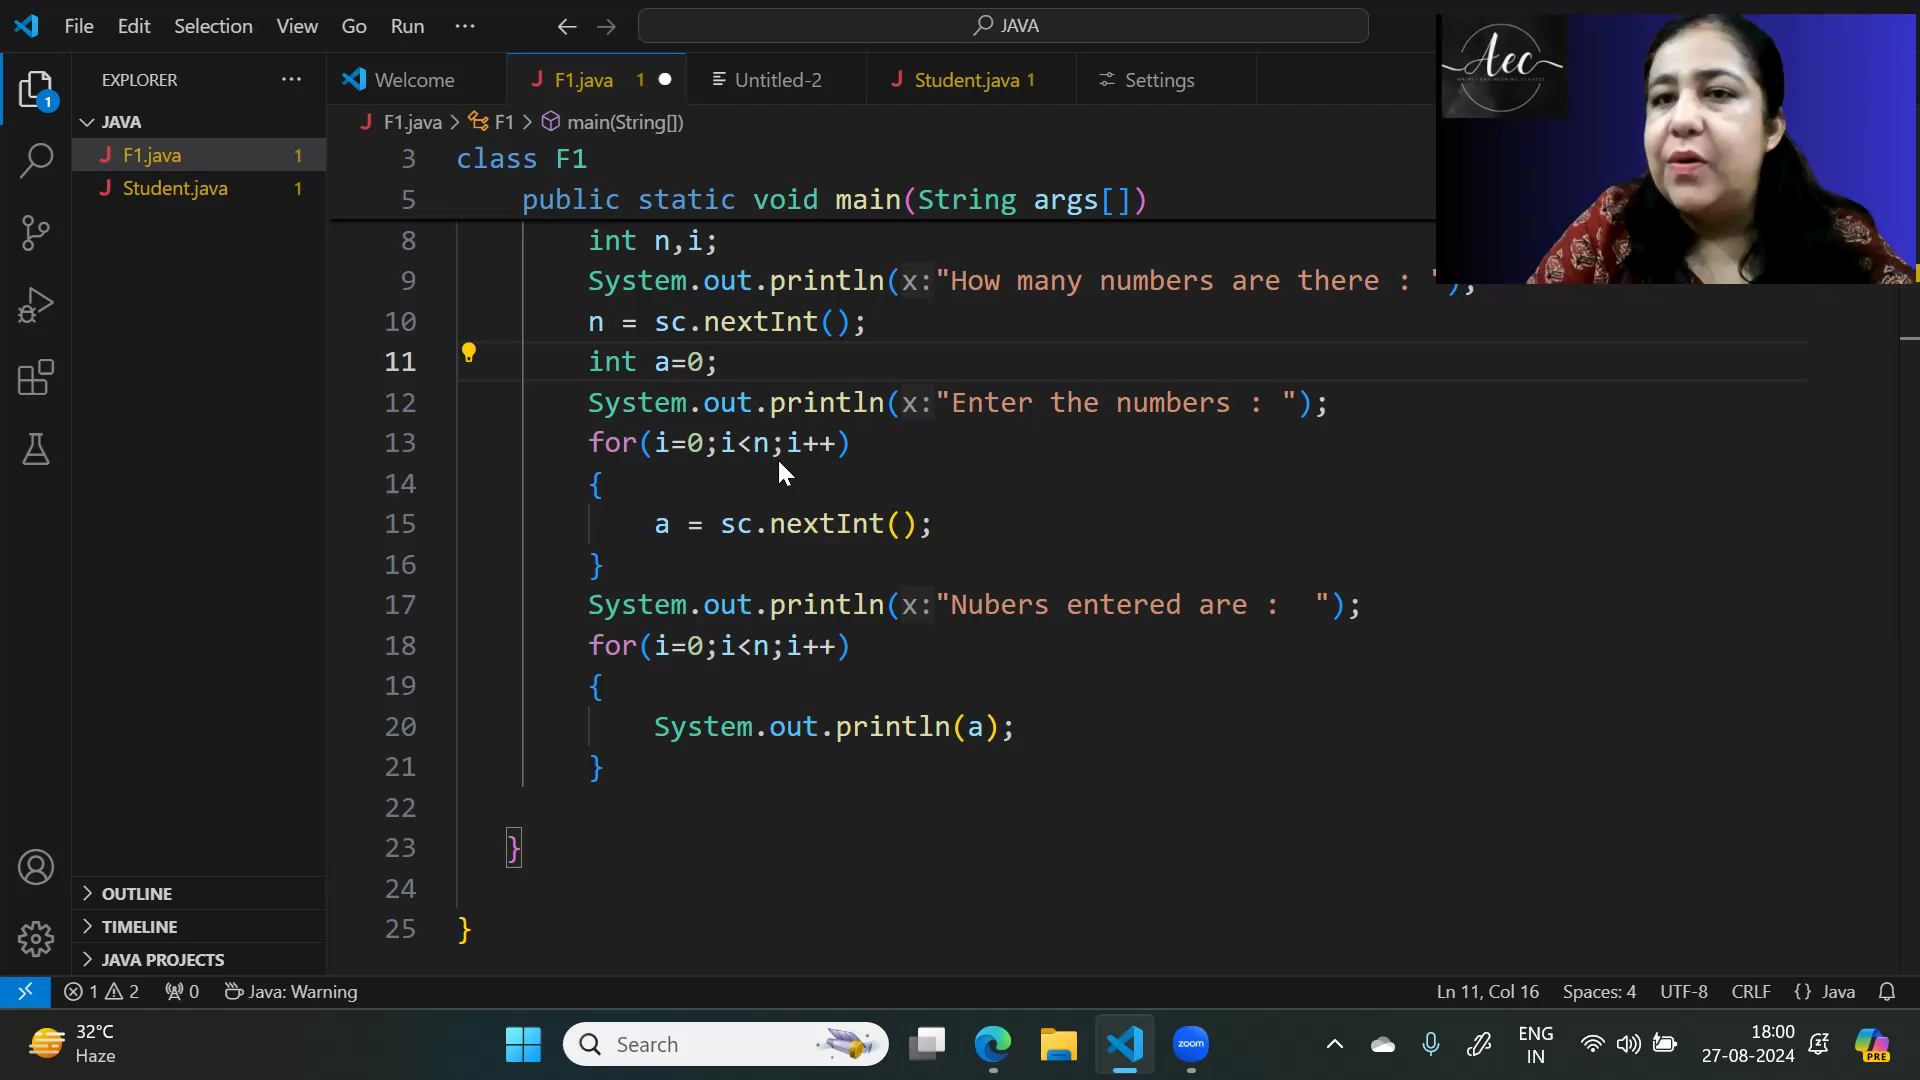 File Edit Selection View Go Run ··· JAVA
EXPLORER ···
Welcome F1.java 1 Untitled-2 Student.java 1 Settings
JAVA
F1.java 1
Student.java 1
F1.java > F1 > main(String[])
3 class F1
5 public static void main(String args[])
8 int n,i;
9 System.out.println(x:"How many numbers are there : ");
10 n = sc.nextInt();
11 int a=0;
12 System.out.println(x:"Enter the numbers : ");
13 for(i=0;i<n;i++)
14 {
15 a = sc.nextInt();
16 }
17 System.out.println(x:"Nubers entered are :  ");
18 for(i=0;i<n;i++)
19 {
20 System.out.println(a);
21 }
22
23 }
24
25 }
Aec
OUTLINE
TIMELINE
JAVA PROJECTS
1 2 0 Java: Warning Ln 11, Col 16 Spaces: 4 UTF-8 CRLF {} Java
32°C
Haze
Search
zoom
ENG
IN
18:00
27-08-2024
PRE